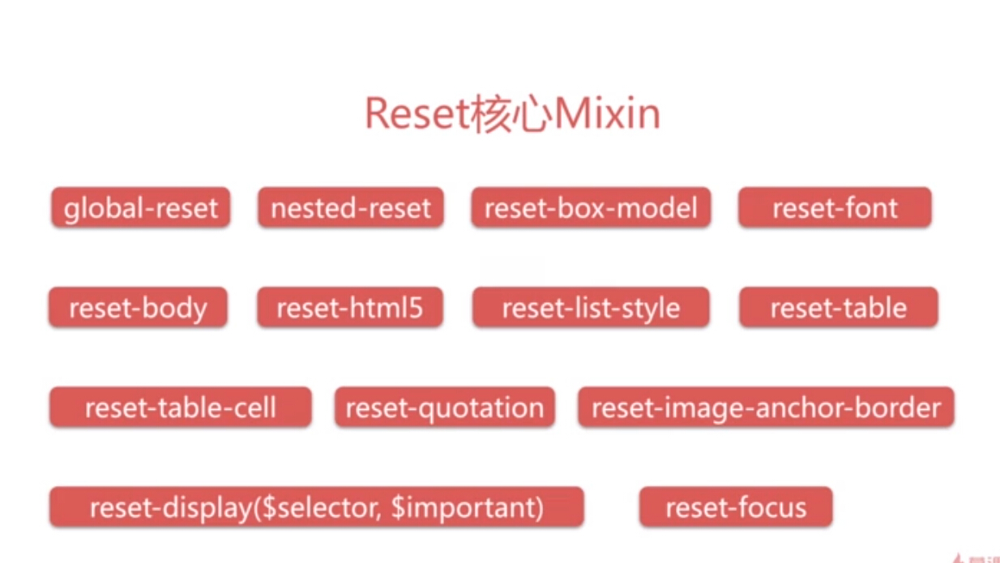 Reset核心Mixin
global-reset nested-reset reset-box-model reset-font
reset-body reset-html5 reset-list-style reset-table
reset-table-cell reset-quotation reset-image-anchor-border
reset-display($selector, $important) reset-focus